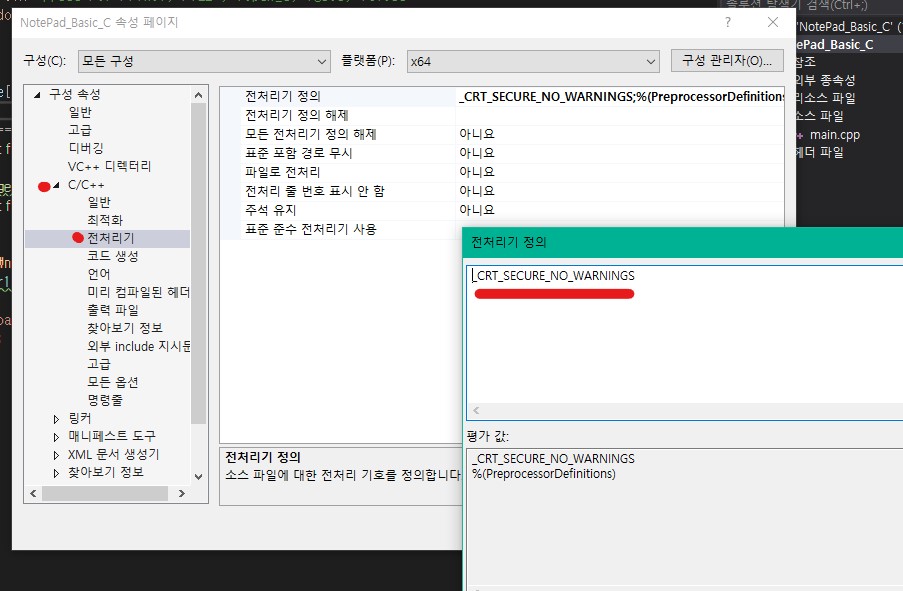 솔루션 탐색기 검색(Ctrl+;)
NotePad_Basic_C 속성 페이지
?
'NotePad_Basic_C' (
ePad_Basic_C
참조
외부 종속성
리소스 파일
소스 파일
main.cpp
헤더 파일
구성(C):
모든 구성
플랫폼(P):
x64
구성 관리자(O)...
구성 속성
일반
고급
디버깅
VC++ 디렉터리
C/C++
일반
최적화
전처리기
코드 생성
언어
미리 컴파일된 헤더
출력 파일
찾아보기 정보
외부 include 지시문
고급
모든 옵션
명령줄
링커
매니페스트 도구
XML 문서 생성기
찾아보기 정보
전처리기 정의 _CRT_SECURE_NO_WARNINGS;%(PreprocessorDefinitions
전처리기 정의 해제
모든 전처리기 정의 해제 아니요
표준 포함 경로 무시 아니요
파일로 전처리 아니요
전처리 줄 번호 표시 안 함 아니요
주석 유지 아니요
표준 준수 전처리기 사용
전처리기 정의
소스 파일에 대한 전처리 기호를 정의합니다
전처리기 정의
_CRT_SECURE_NO_WARNINGS
평가 값:
_CRT_SECURE_NO_WARNINGS
%(PreprocessorDefinitions)